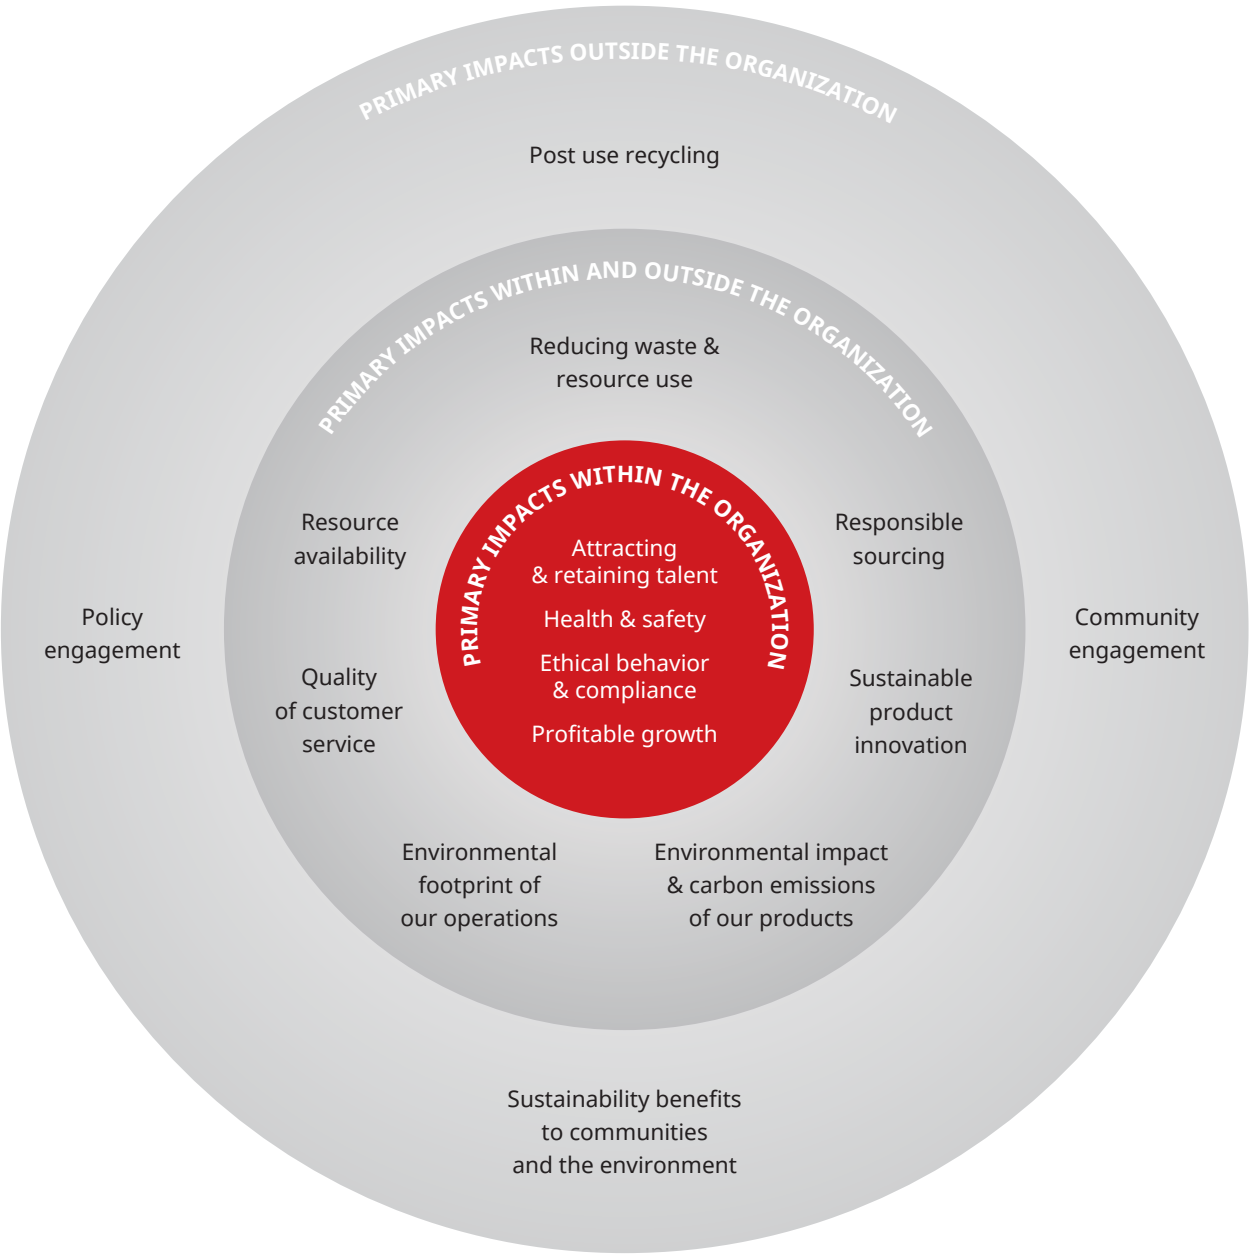 PRIMARY IMPACTS OUTSIDE THE ORGANIZATION
Post use recycling
PRIMARY IMPACTS WITHIN AND OUTSIDE THE ORGANIZATION
Reducing waste &
resource use
PRIMARY IMPACTS WITHIN THE ORGANIZATION
Attracting
& retaining talent
Health & safety
Ethical behavior
& compliance
Profitable growth
Resource
availability
Responsible
sourcing
Policy
engagement
Community
engagement
Quality
of customer
service
Sustainable
product
innovation
Environmental
footprint of
our operations
Environmental impact
& carbon emissions
of our products
Sustainability benefits
to communities
and the environment